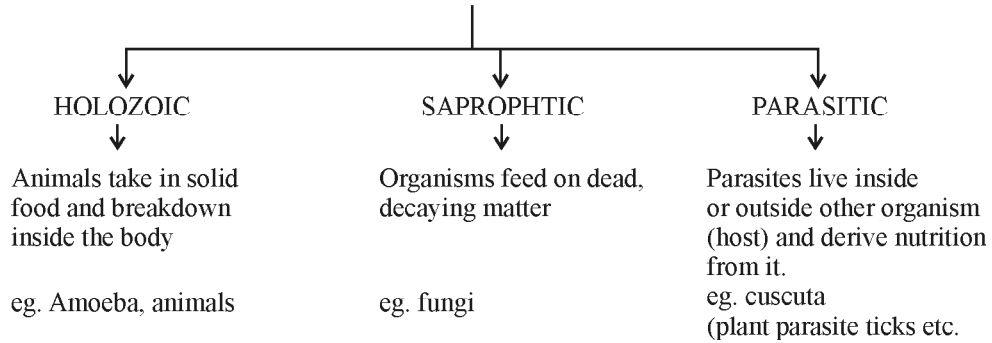 HOLOZOIC
Animals take in solid
food and breakdown
inside the body
eg. Amoeba, animals
SAPROPHTIC
Organisms feed on dead,
decaying matter
eg. fungi
PARASITIC
Parasites live inside
or outside other organism
(host) and derive nutrition
from it.
eg. cuscuta
(plant parasite ticks etc.